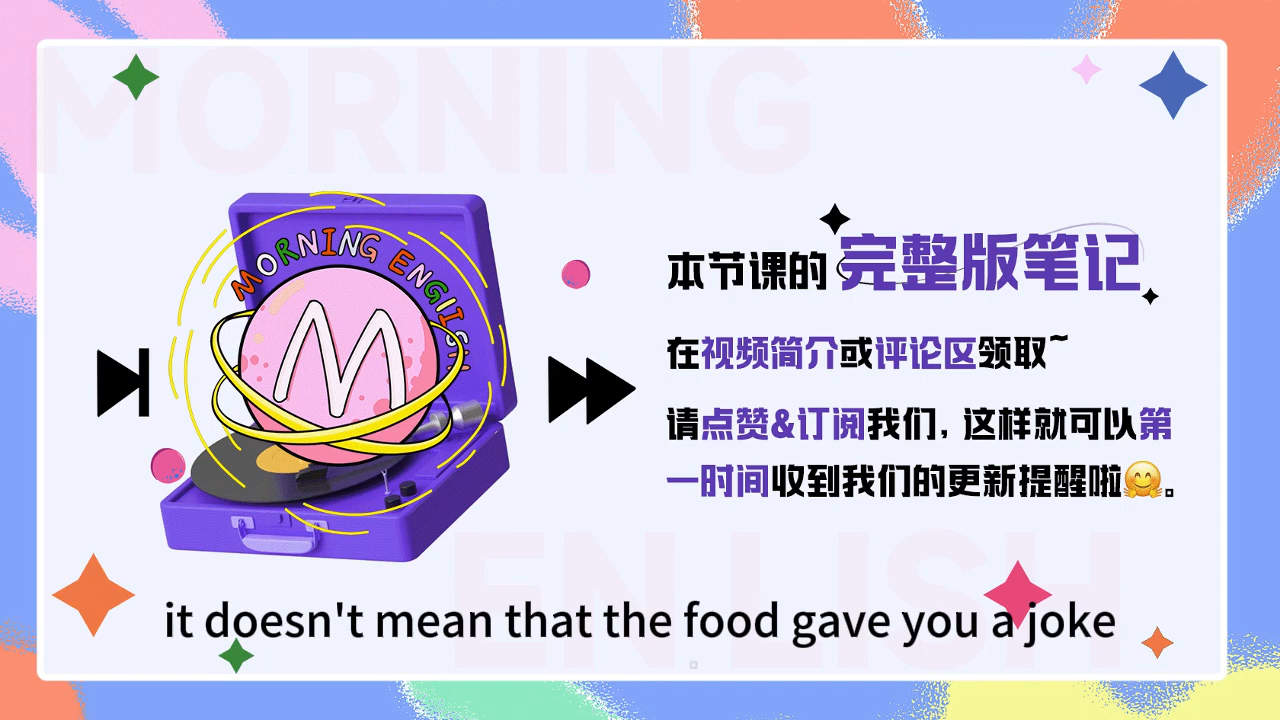 MORNING
MORNING ENGLISH
M
本节课的 完整版笔记
在视频简介或评论区领取~
请点赞&订阅我们, 这样就可以第
一时间收到我们的更新提醒啦🤗。
EN LISH
it doesn't mean that the food gave you a joke